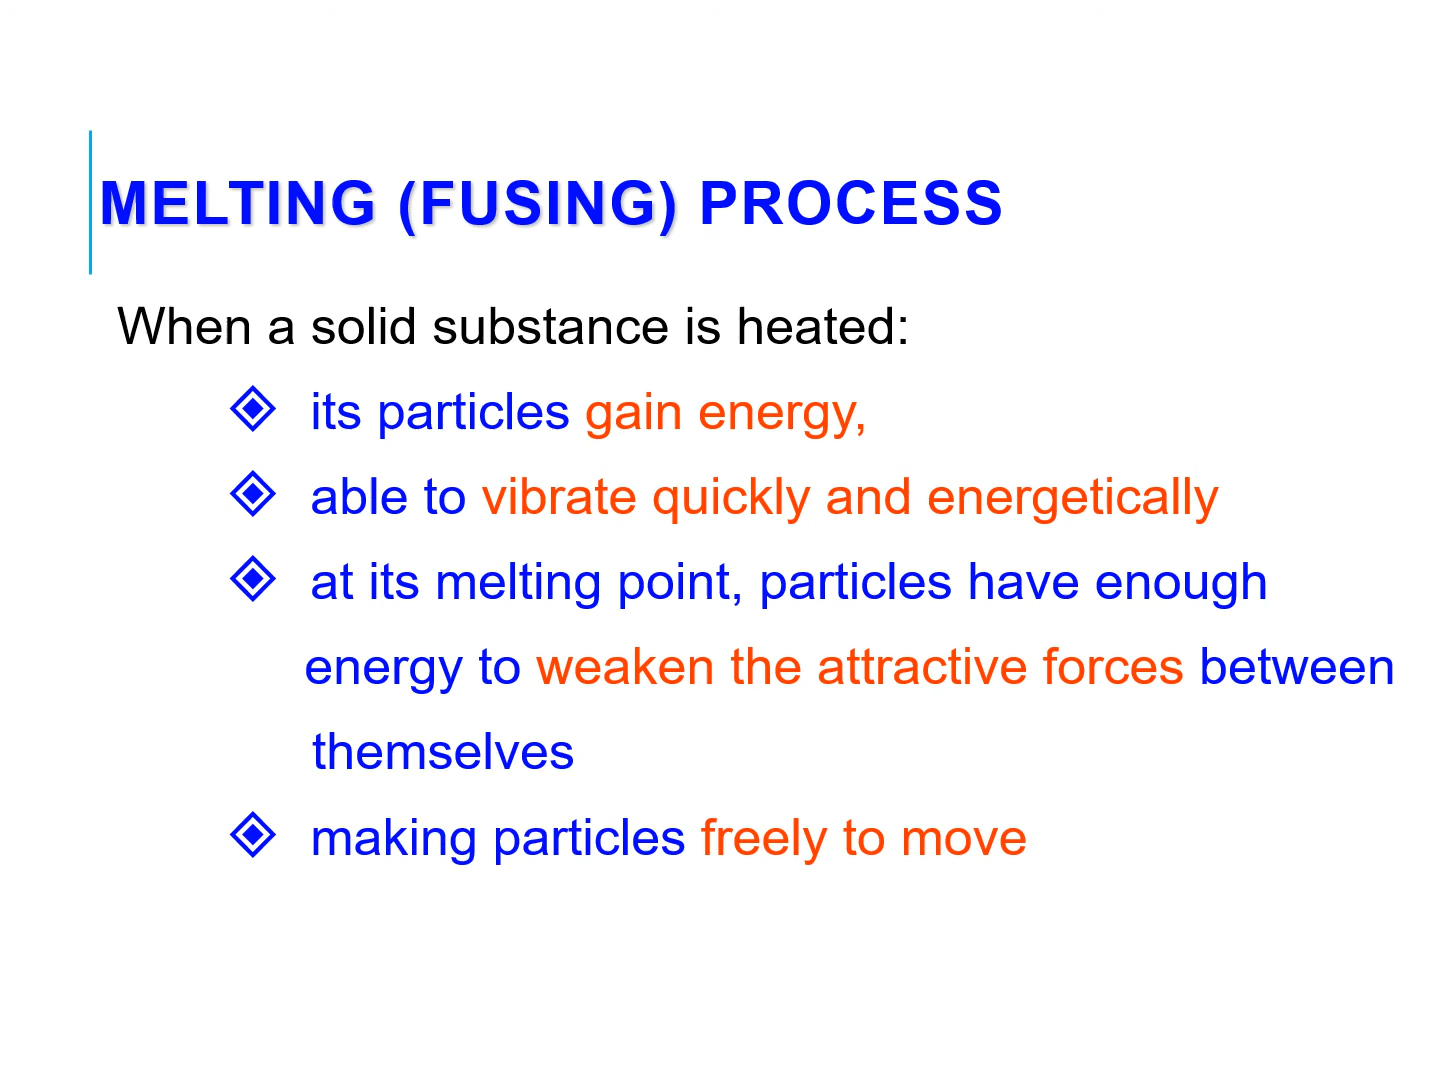 MELTING (FUSING) PROCESS
When a solid substance is heated:
its particles gain energy,
able to vibrate quickly and energetically
at its melting point, particles have enough
energy to weaken the attractive forces between
themselves
making particles freely to move